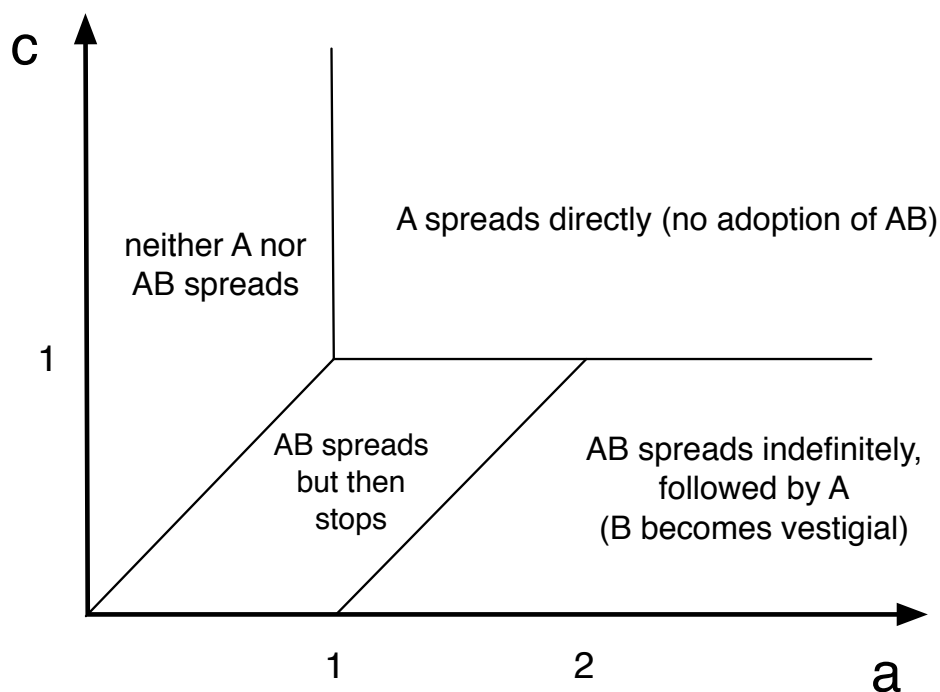 c
A spreads directly (no adoption of AB)
neither A nor
AB spreads
1
AB spreads
but then
stops
AB spreads indefinitely,
followed by A
(B becomes vestigial)
1
2
a